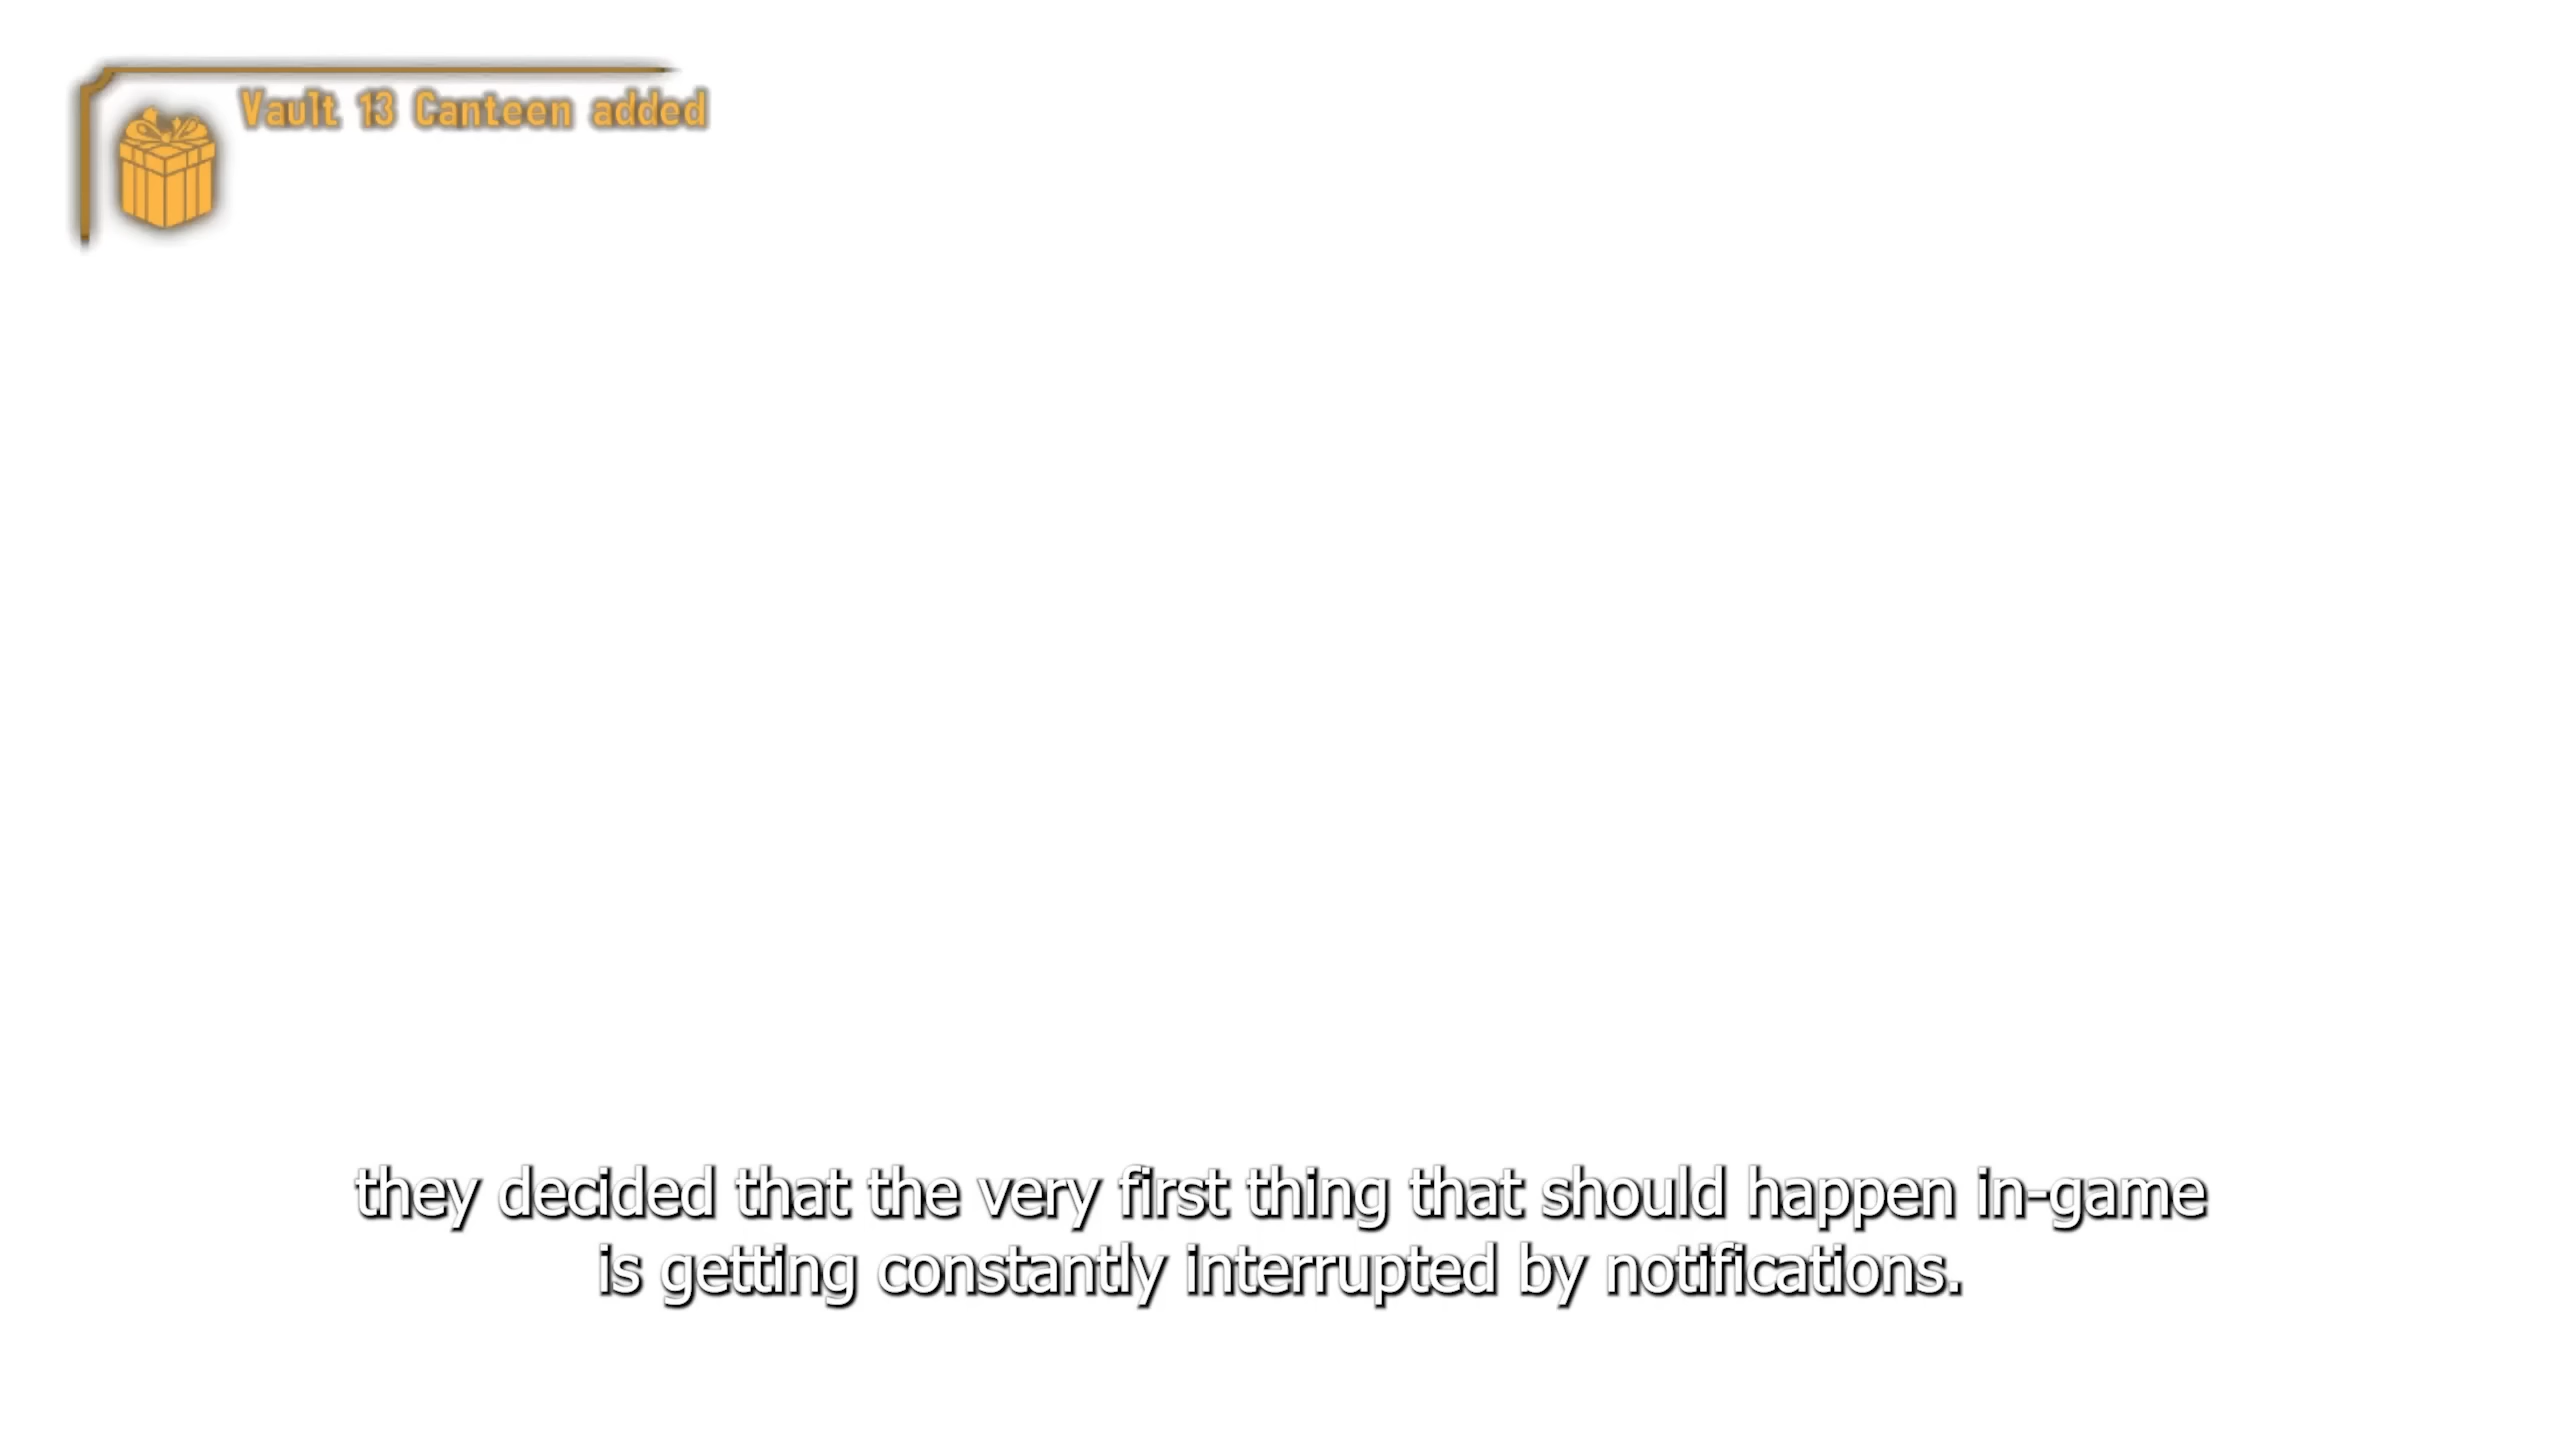 Vault 13 Canteen added
they decided that the very first thing that should happen in-game
is getting constantly interrupted by notifications.